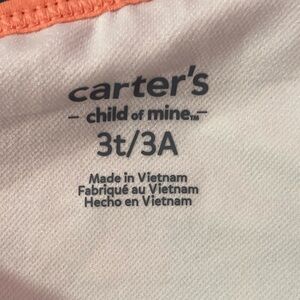 carter's
- child of mine™ -
3t/3A
Made in Vietnam
Fabriqué au Vietnam
Hecho en Vietnam